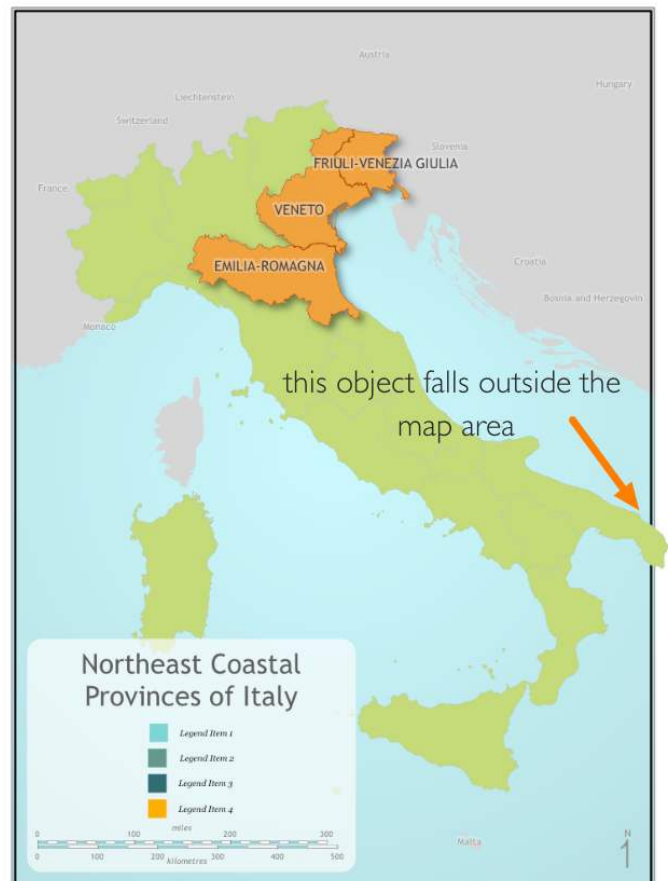 Austria
Hungary
Liechtenstein
Switzerland
Slovenia
FRIULI-VENEZIA GIULIA
France
VENETO
Croatia
EMILIA-ROMAGNA
Bosnia and Herzegovin
Monaco
this object falls outside the
map area
Northeast Coastal
Provinces of Italy
Legend Item 1
Legend Item 2
Legend Item 3
Legend Item 4
miles
0 100 200 300
0 100 200 300 400 500
kilometres
Malta
N